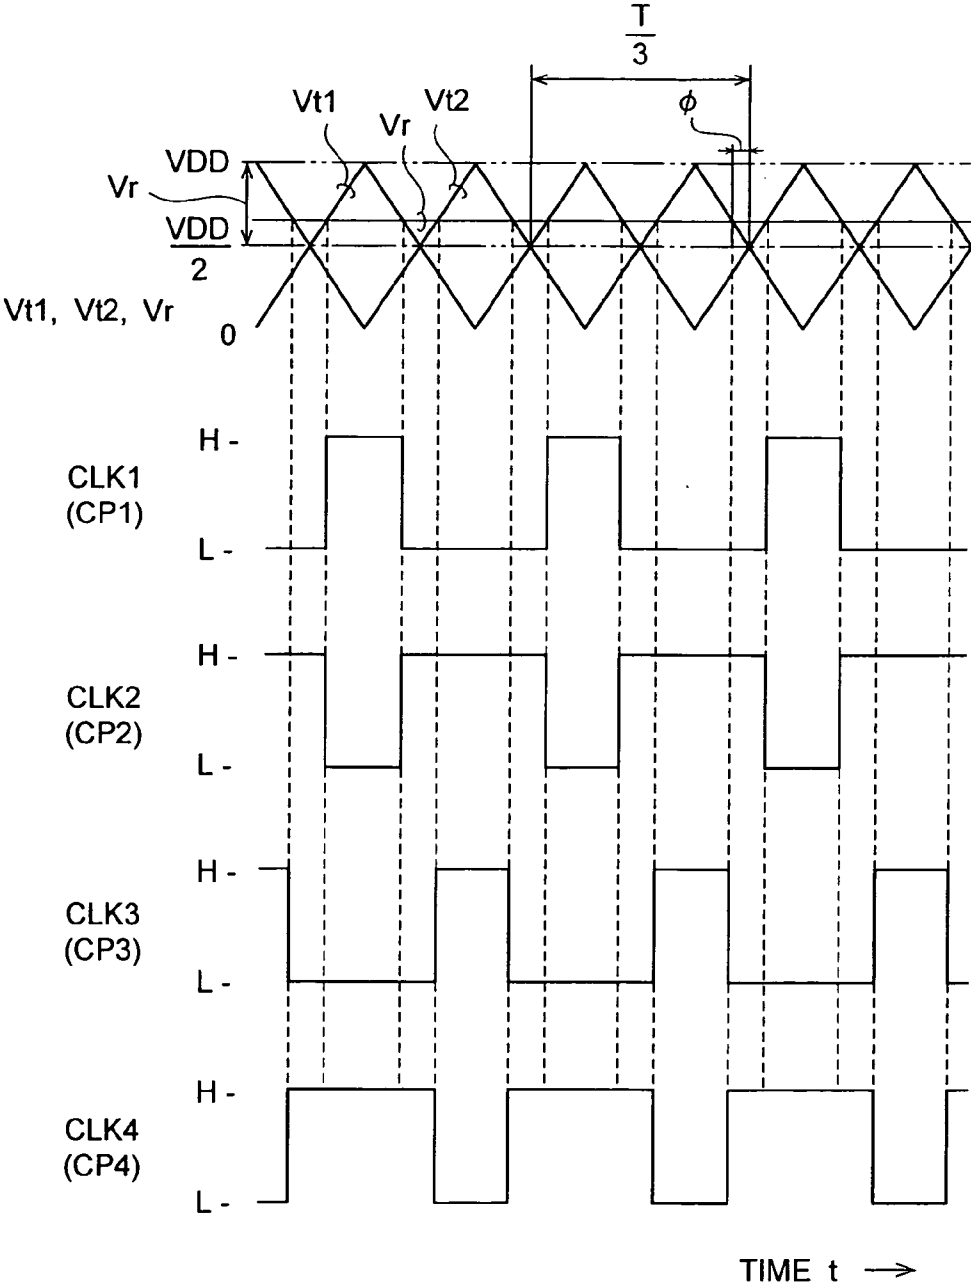 T
3
Vt1
Vt2
Vr
ϕ
VDD
Vr
VDD
2
Vt1, Vt2, Vr
0
H -
CLK1
(CP1)
L -
H -
CLK2
(CP2)
L -
H -
CLK3
(CP3)
L -
H -
CLK4
(CP4)
L -
TIME t →